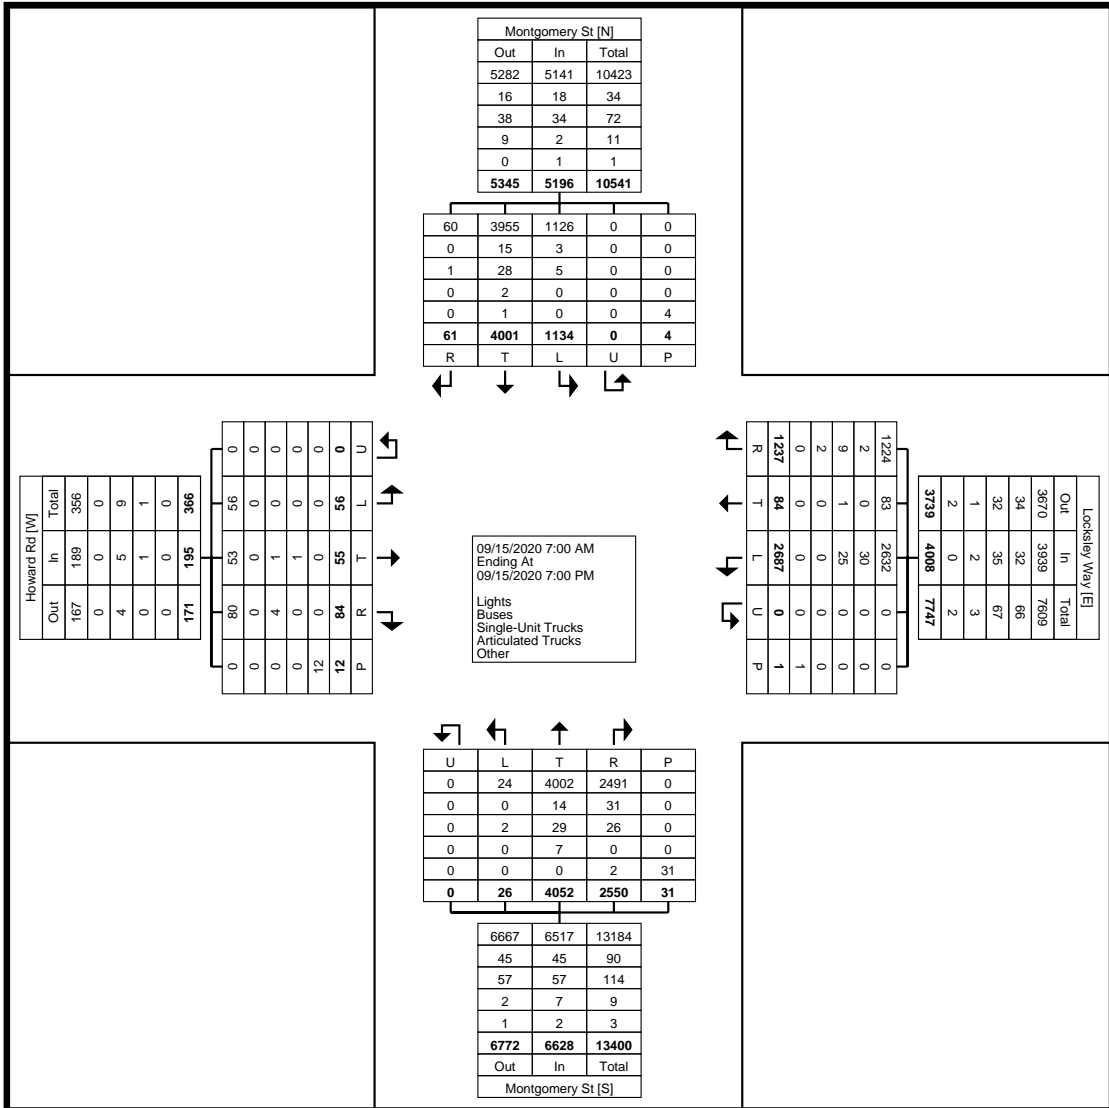 Montgomery St [N]
Out In Total
5282 5141 10423
16 18 34
38 34 72
9 2 11
0 1 1
5345 5196 10541
60 3955 1126 0 0
0 15 3 0 0
1 28 5 0 0
0 2 0 0 0
0 1 0 0 4
61 4001 1134 0 4
R T L U P
Howard Rd [W]
Total In Out
356 189 167
0 0 0
9 5 4
1 1 0
0 0 0
366 195 171
0 56 53 80 0
0 0 0 0 0
0 0 1 4 0
0 0 1 0 0
0 0 0 0 12
0 56 55 84 12
U L T R P
09/15/2020 7:00 AM
Ending At
09/15/2020 7:00 PM
Lights
Buses
Single-Unit Trucks
Articulated Trucks
Other
Locksley Way [E]
Out In Total
3670 3939 7609
34 32 66
32 35 67
1 2 3
2 0 2
3739 4008 7747
1224 83 2632 0 0
2 0 30 0 0
9 1 25 0 0
2 0 0 0 0
0 0 0 0 1
1237 84 2687 0 1
R T L U P
U L T R P
0 24 4002 2491 0
0 0 14 31 0
0 2 29 26 0
0 0 7 0 0
0 0 0 2 31
0 26 4052 2550 31
6667 6517 13184
45 45 90
57 57 114
2 7 9
1 2 3
6772 6628 13400
Out In Total
Montgomery St [S]